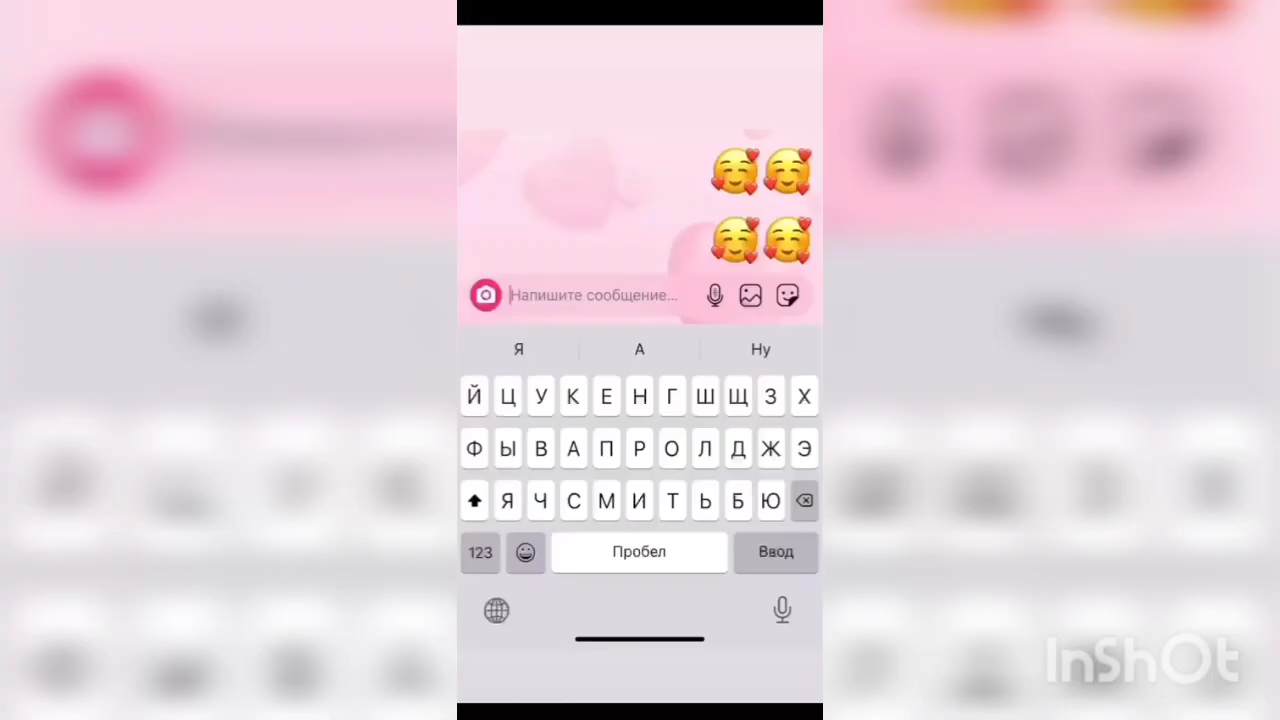 Напишите сообщение...
Я А Ну
Й Ц У К Е Н Г Ш Щ З Х
Ф Ы В А П Р О Л Д Ж Э
Я Ч С М И Т Ь Б Ю
123 Пробел Ввод
InShOt